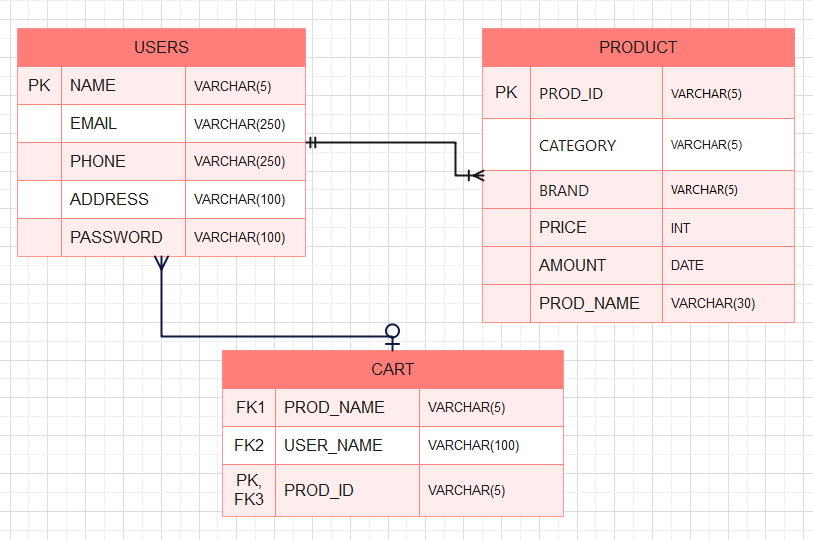 USERS
PK NAME VARCHAR(5)
EMAIL VARCHAR(250)
PHONE VARCHAR(250)
ADDRESS VARCHAR(100)
PASSWORD VARCHAR(100)
PRODUCT
PK PROD_ID VARCHAR(5)
CATEGORY VARCHAR(5)
BRAND VARCHAR(5)
PRICE INT
AMOUNT DATE
PROD_NAME VARCHAR(30)
CART
FK1 PROD_NAME VARCHAR(5)
FK2 USER_NAME VARCHAR(100)
PK,
FK3 PROD_ID VARCHAR(5)